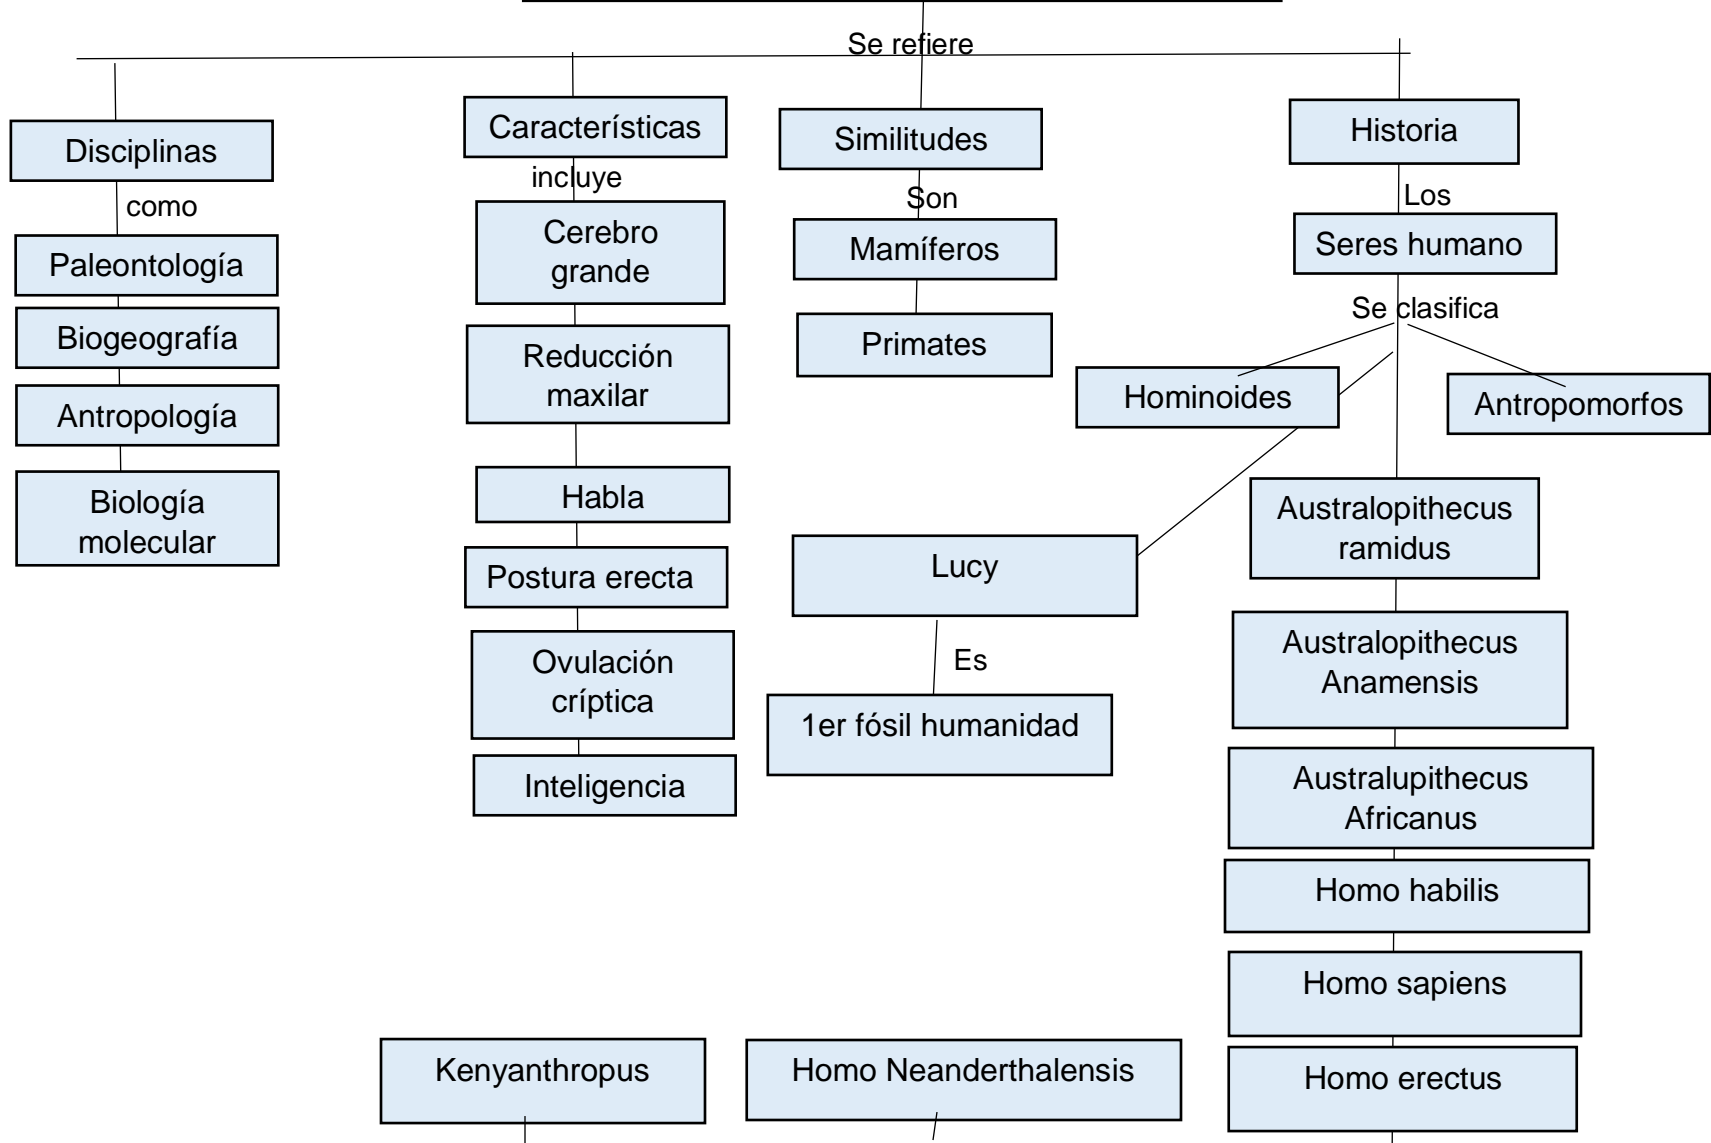 Se refiere
Disciplinas
como
Paleontología
Biogeografía
Antropología
Biología
molecular
Características
incluye
Cerebro
grande
Reducción
maxilar
Habla
Postura erecta
Ovulación
críptica
Inteligencia
Similitudes
Son
Mamíferos
Primates
Historia
Los
Seres humano
Se clasifica
Hominoides
Antropomorfos
Lucy
Es
1er fósil humanidad
Australopithecus
ramidus
Australopithecus
Anamensis
Australupithecus
Africanus
Homo habilis
Homo sapiens
Homo erectus
Kenyanthropus
Homo Neanderthalensis